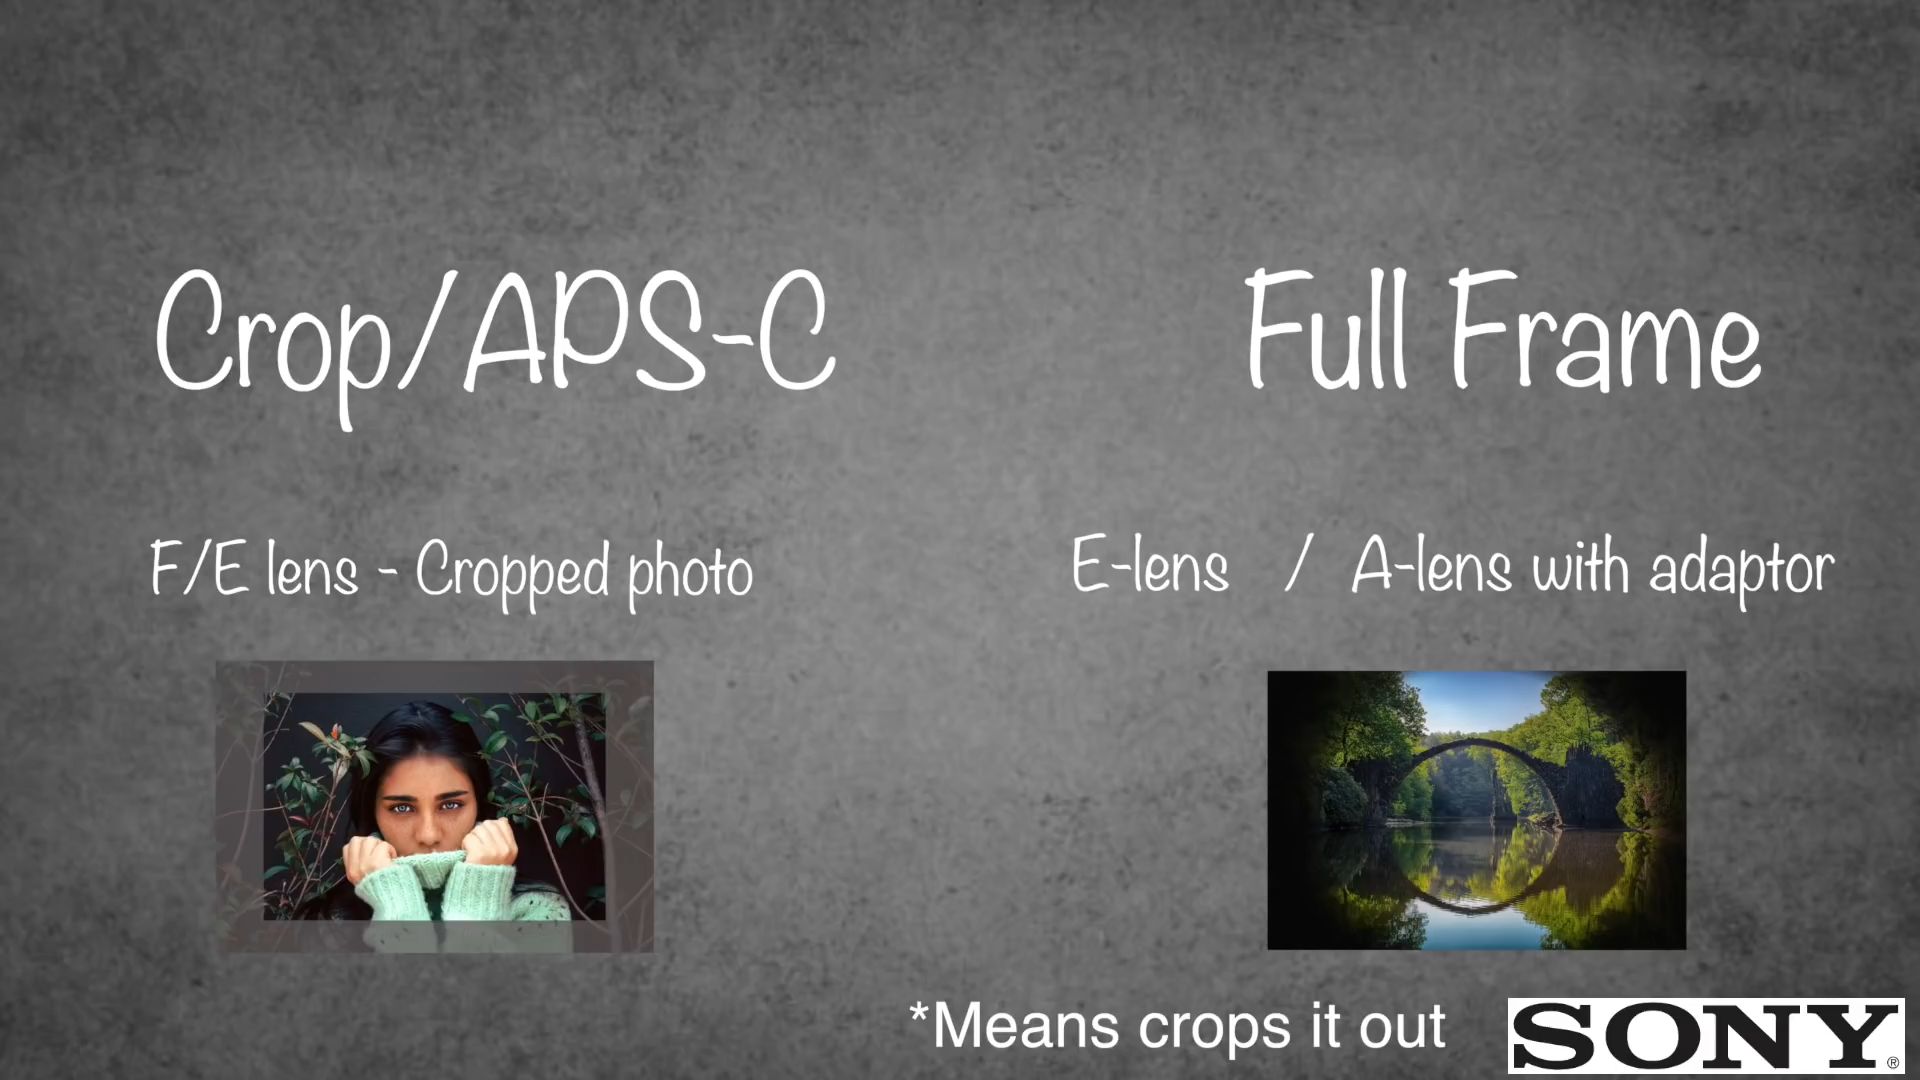 Crop/APS-C
Full Frame
F/E lens - Cropped photo
E-lens / A-lens with adaptor
*Means crops it out
SONY®